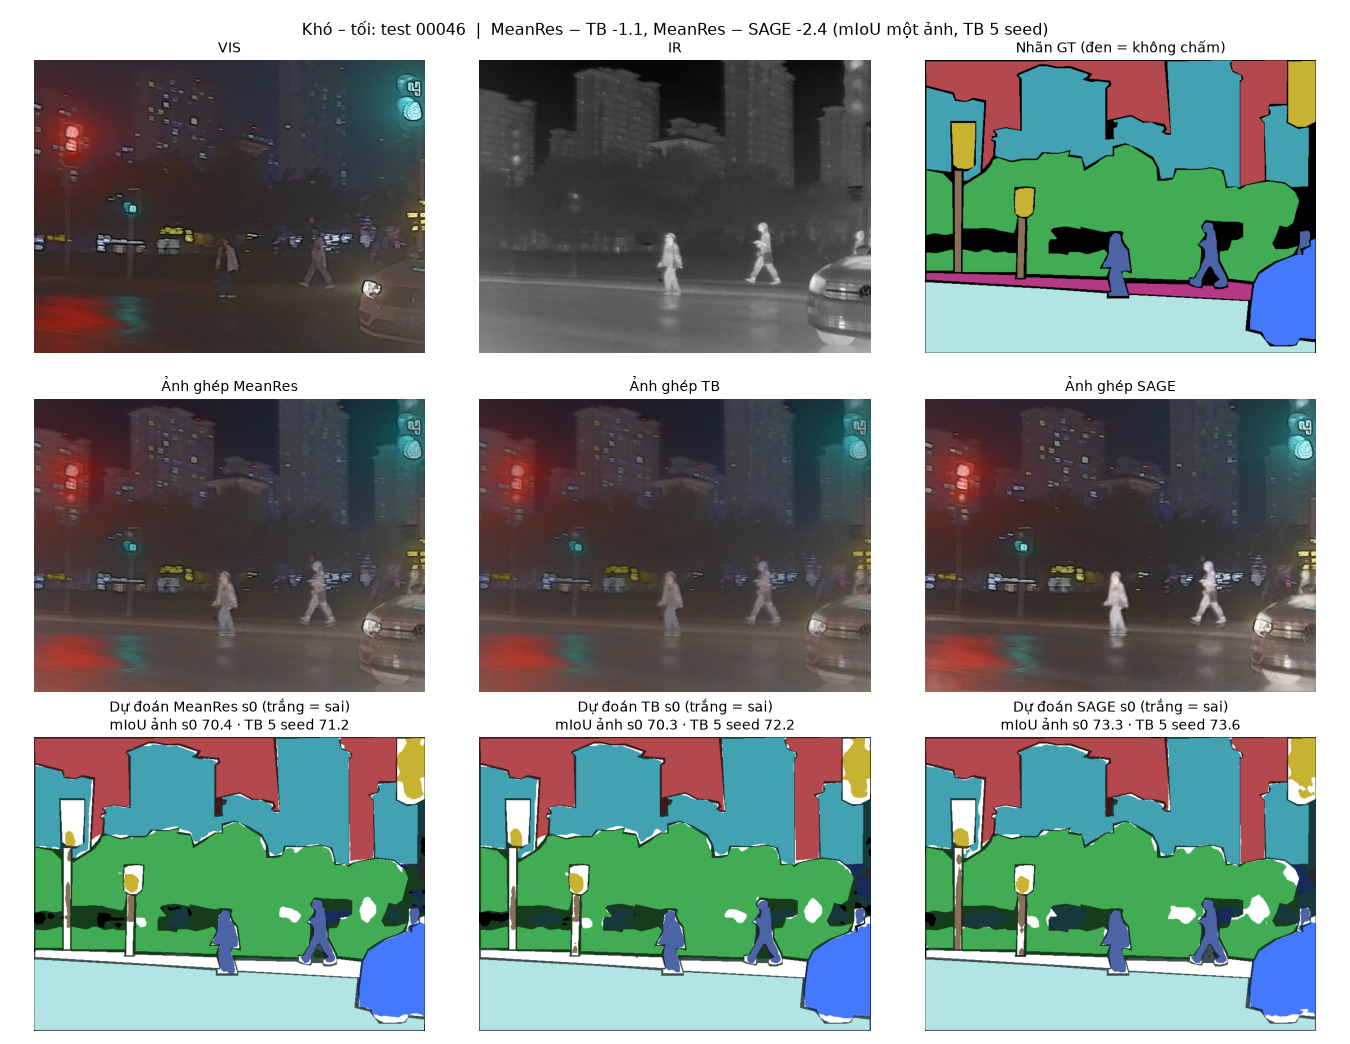 Khó – tối: test 00046 | MeanRes − TB -1.1, MeanRes − SAGE -2.4 (mIoU một ảnh, TB 5 seed)
VIS
IR
Nhãn GT (đen = không chấm)
Ảnh ghép MeanRes
Ảnh ghép TB
Ảnh ghép SAGE
Dự đoán MeanRes s0 (trắng = sai)
mIoU ảnh s0 70.4 · TB 5 seed 71.2
Dự đoán TB s0 (trắng = sai)
mIoU ảnh s0 70.3 · TB 5 seed 72.2
Dự đoán SAGE s0 (trắng = sai)
mIoU ảnh s0 73.3 · TB 5 seed 73.6